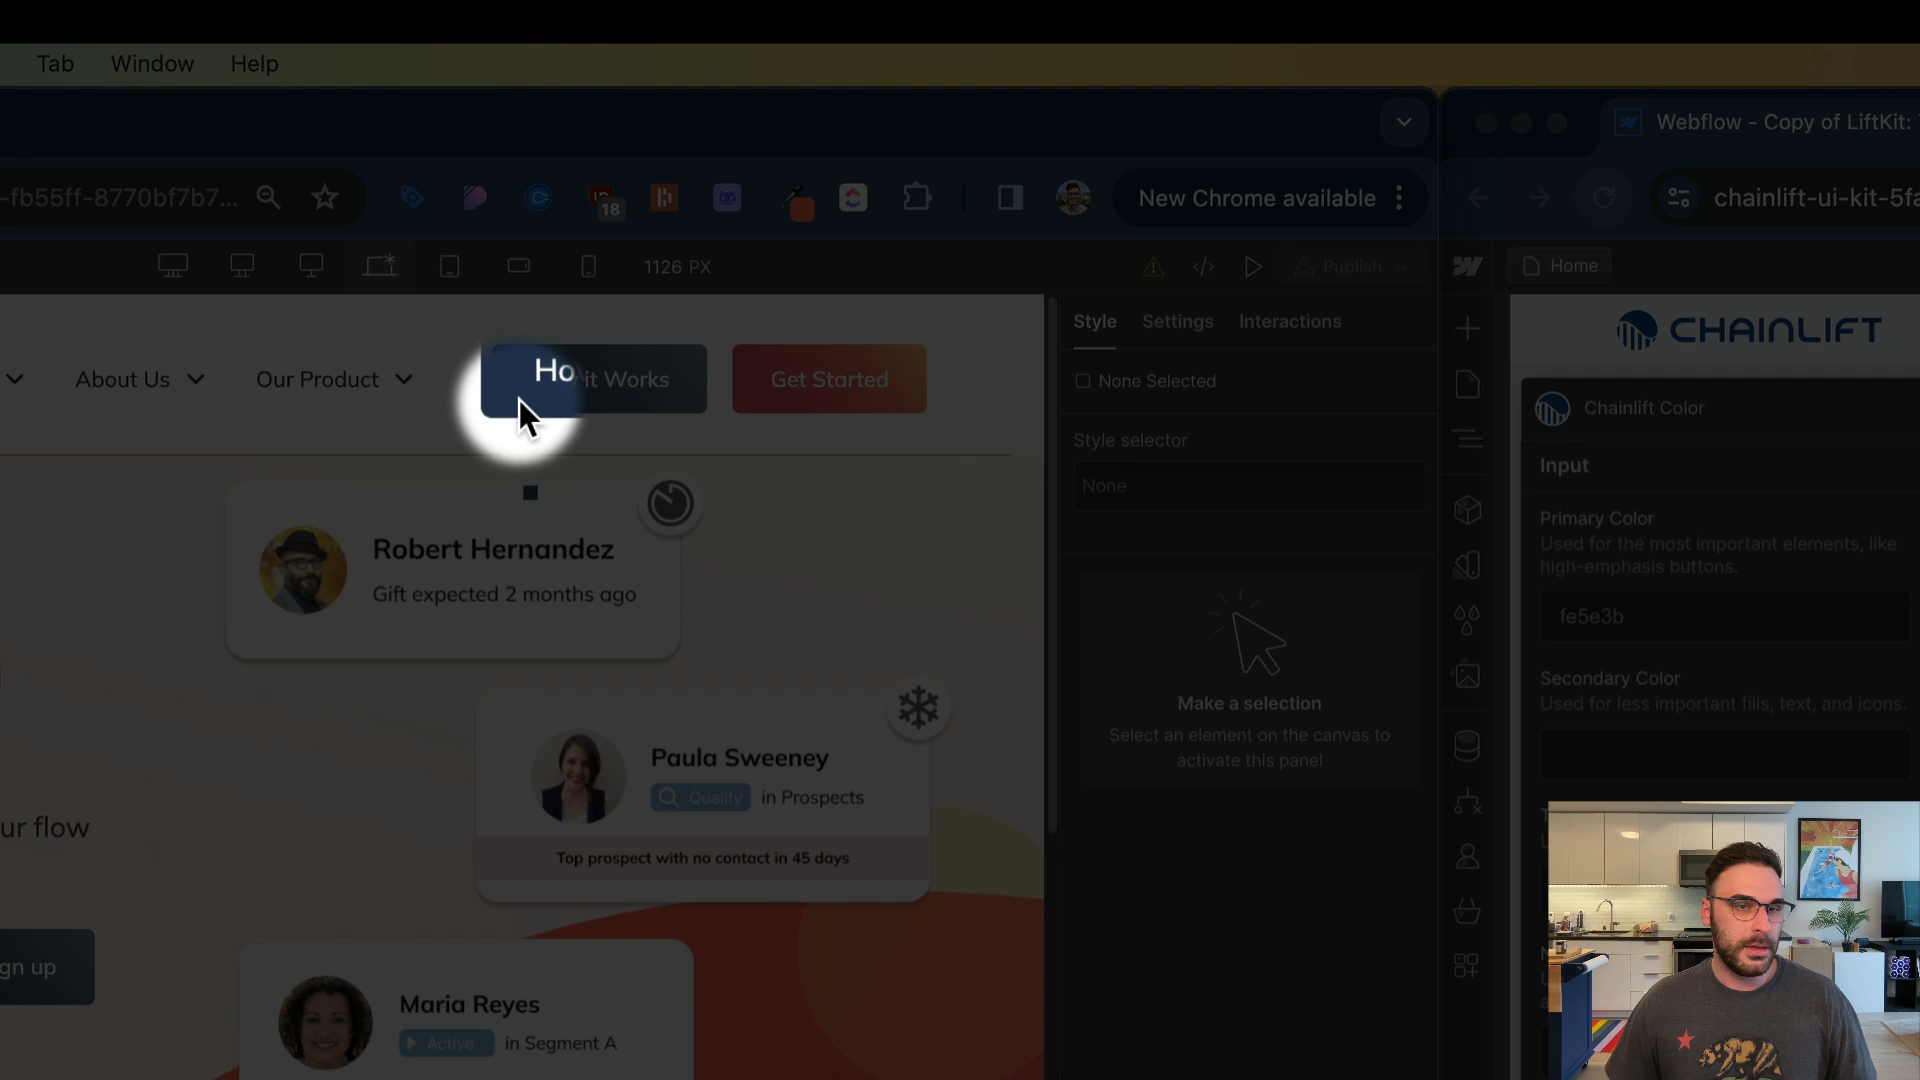 Tab Window Help
Webflow - Copy of LiftKit:
-fb55ff-8770bf7b7...
18
New Chrome available
chainlift-ui-kit-5fa
1126 PX
Publish
Home
Style Settings Interactions
CHAINLIFT
About Us
Our Product
Ho it Works
Get Started
None Selected
Chainlift Color
Style selector
None
Input
Primary Color
Used for the most important elements, like
high-emphasis buttons.
fe5e3b
Robert Hernandez
Gift expected 2 months ago
Secondary Color
Used for less important fills, text, and icons.
Make a selection
Select an element on the canvas to
activate this panel
Paula Sweeney
Qualify in Prospects
ur flow
Top prospect with no contact in 45 days
gn up
Maria Reyes
Active in Segment A